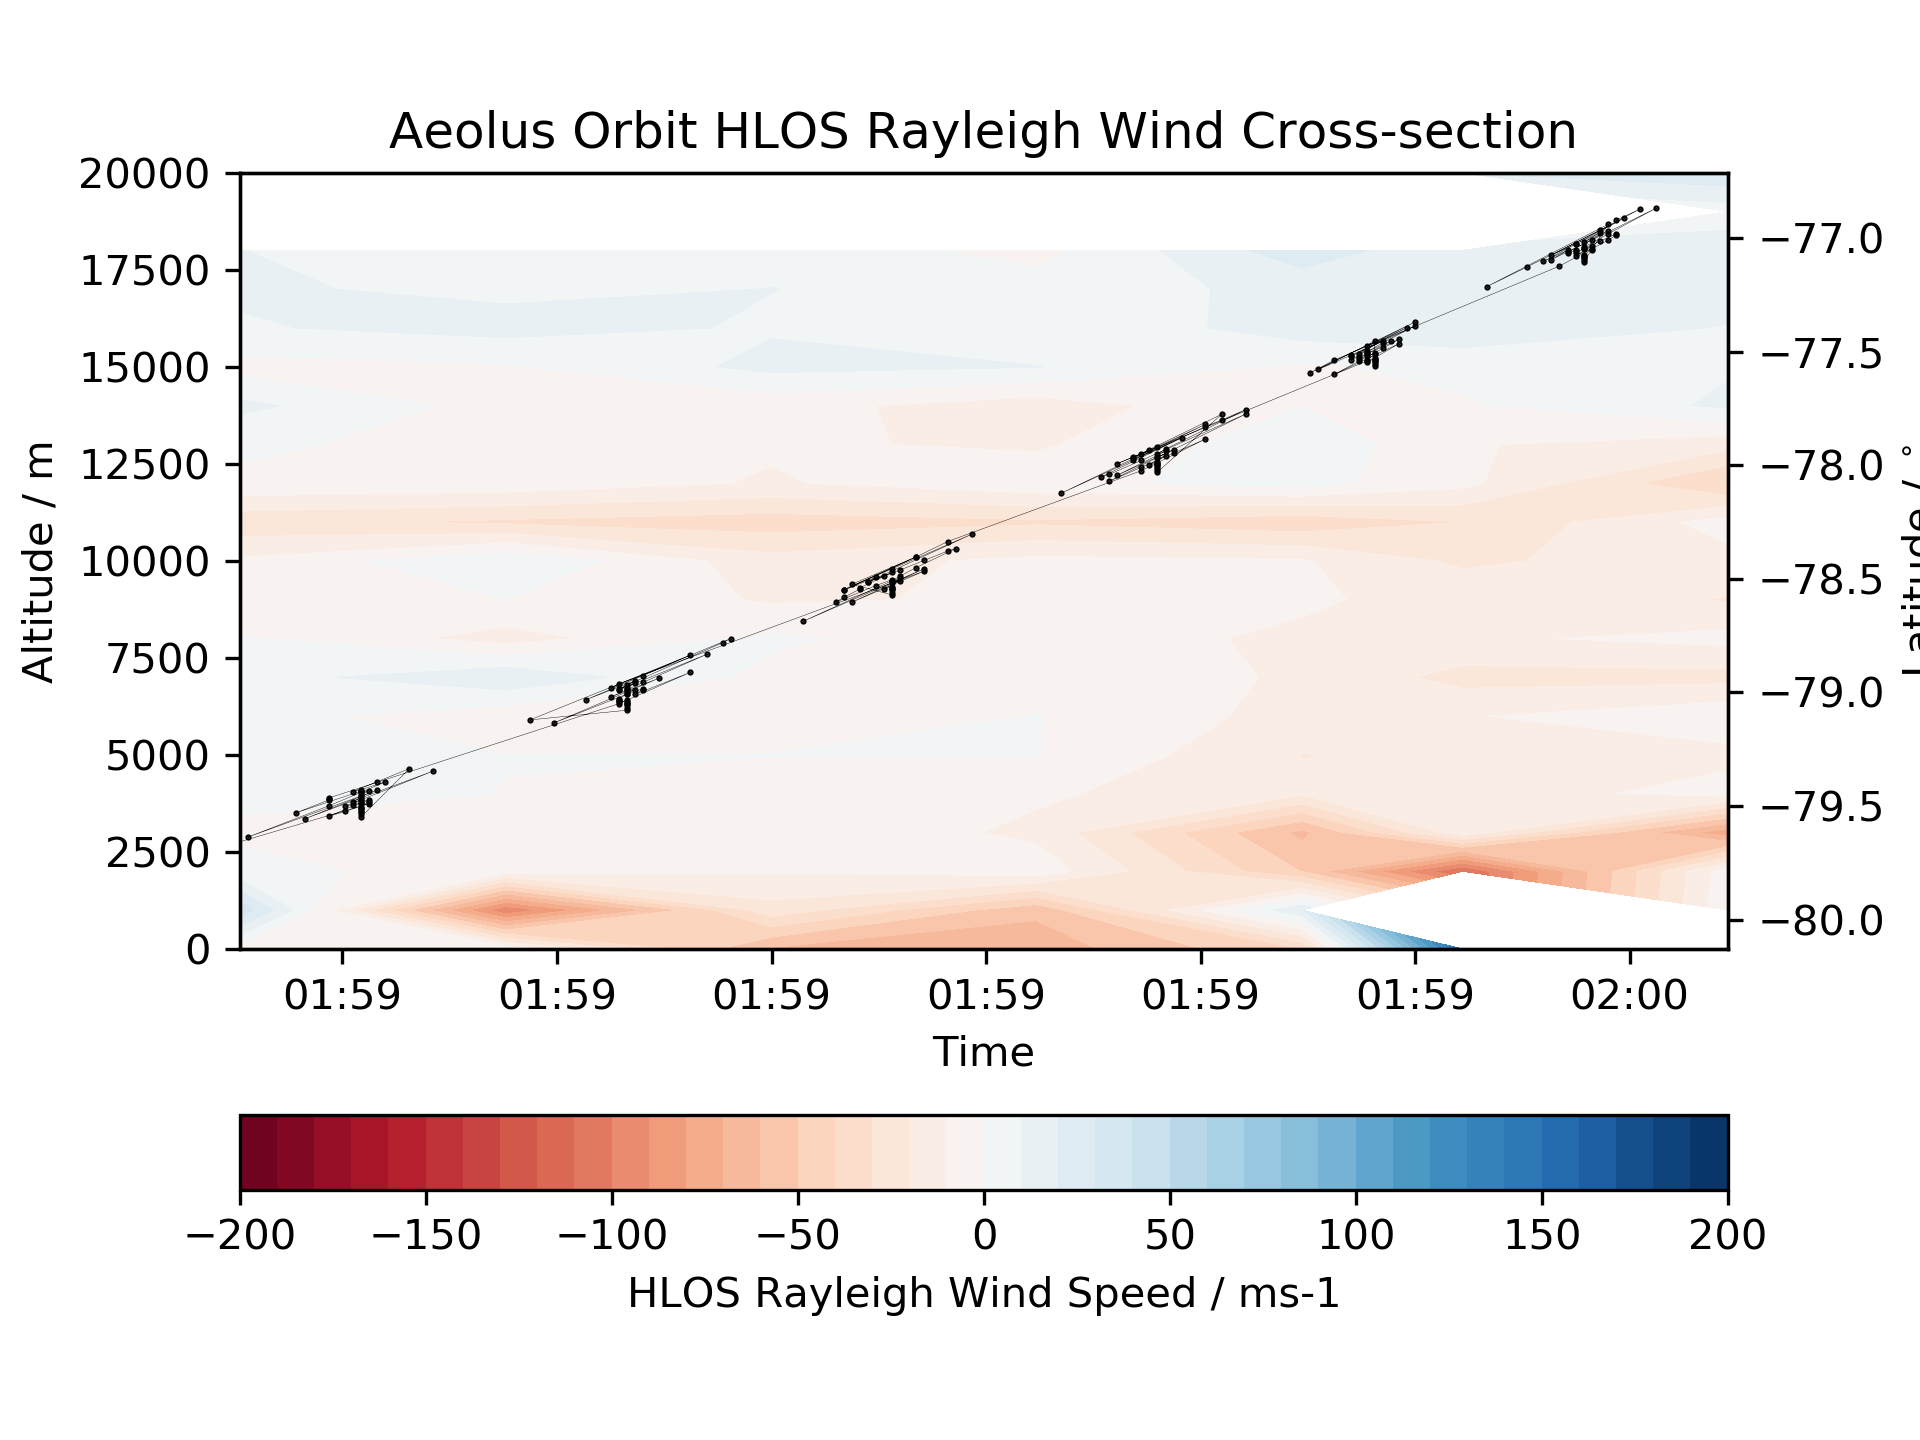 Aeolus Orbit HLOS Rayleigh Wind Cross-section
20000
17500
15000
12500
10000
7500
5000
2500
0
Altitude / m
−77.0
−77.5
−78.0
−78.5
−79.0
−79.5
−80.0
Latitude / °
01:59 01:59 01:59 01:59 01:59 01:59 02:00
Time
−200 −150 −100 −50 0 50 100 150 200
HLOS Rayleigh Wind Speed / ms-1